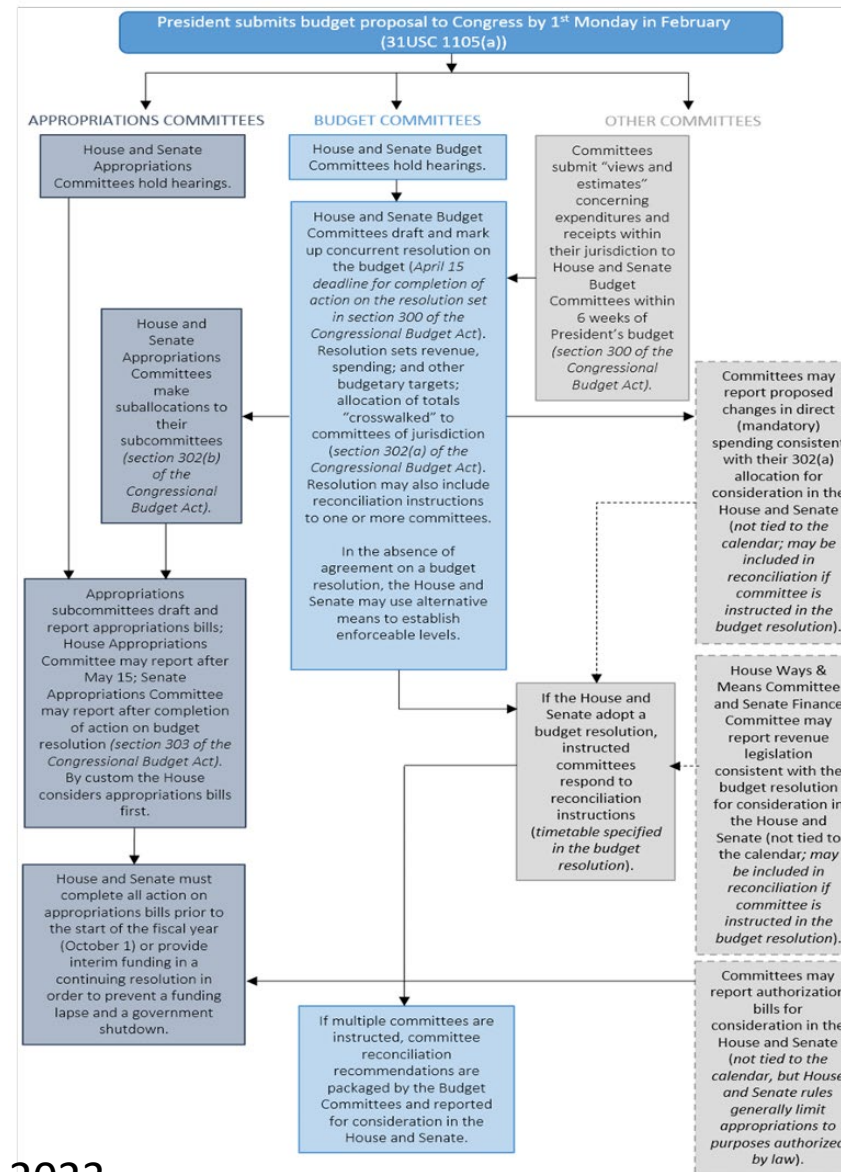 President submits budget proposal to Congress by 1st Monday in February
(31USC 1105(a))
APPROPRIATIONS COMMITTEES
House and Senate
Appropriations
Committees hold hearings.
House and
Senate
Appropriations
Committees
make
suballocations to
their
subcommittees
(section 302(b)
of the
Congressional
Budget Act).
Appropriations
subcommittees draft and
report appropriations bills;
House Appropriations
Committee may report after
May 15; Senate
Appropriations Committee
may report after completion
of action on budget
resolution (section 303 of the
Congressional Budget Act).
By custom the House
considers appropriations bills
first.
House and Senate must
complete all action on
appropriations bills prior to
the start of the fiscal year
(October 1) or provide
interim funding in a
continuing resolution in
order to prevent a funding
lapse and a government
shutdown.
BUDGET COMMITTEES
House and Senate Budget
Committees hold hearings.
House and Senate Budget
Committees draft and mark
up concurrent resolution on
the budget (April 15
deadline for completion of
action on the resolution set
in section 300 of the
Congressional Budget Act).
Resolution sets revenue,
spending; and other
budgetary targets;
allocation of totals
"crosswalked" to
committees of jurisdiction
(section 302(a) of the
Congressional Budget Act).
Resolution may also include
reconciliation instructions
to one or more committees.
In the absence of
agreement on a budget
resolution, the House and
Senate may use alternative
means to establish
enforceable levels.
OTHER COMMITTEES
Committees
submit "views and
estimates"
concerning
expenditures and
receipts within
their jurisdiction to
House and Senate
Budget
Committees within
6 weeks of
President's budget
(section 300 of the
Congressional
Budget Act).
Committees may
report proposed
changes in direct
(mandatory)
spending consistent
with their 302(a)
allocation for
consideration in the
House and Senate
(not tied to the
calendar; may be
included in
reconciliation if
committee is
instructed in the
budget resolution).
House Ways &
Means Committee
and Senate Finance
Committee may
report revenue
legislation
consistent with the
budget resolution
for consideration in
the House and
Senate (not tied to
the calendar; may
be included in
reconciliation if
committee is
instructed in the
budget resolution).
If the House and
Senate adopt a
budget resolution,
instructed
committees
respond to
reconciliation
instructions
(timetable specified
in the budget
resolution).
Committees may
report authorization
bills for
consideration in the
House and Senate
(not tied to the
calendar, but House
and Senate rules
generally limit
appropriations to
purposes authorized
by law).
If multiple committees are
instructed, committee
reconciliation
recommendations are
packaged by the Budget
Committees and reported
for consideration in the
House and Senate.